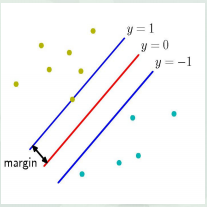 y = 1
y = 0
y = −1
margin